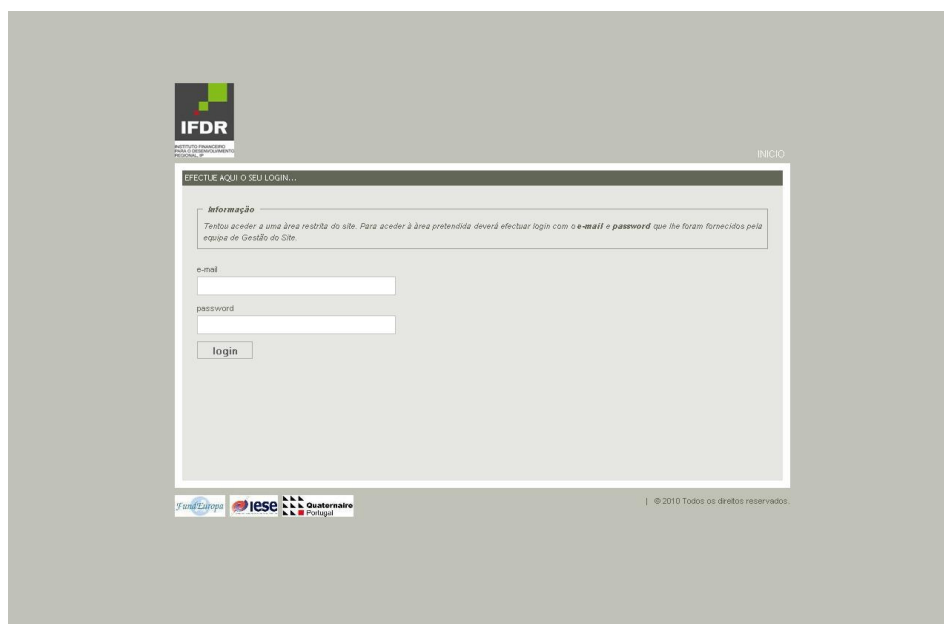 IFDR
INSTITUTO FINANCEIRO
PARA O DESENVOLVIMENTO
REGIONAL, IP
INICIO
EFECTUE AQUI O SEU LOGIN...
Informação
Tentou aceder a uma àrea restrita do site. Para aceder à àrea pretendida deverá efectuar login com o e-mail e password que lhe foram fornecidos pela
equipa de Gestão do Site.
e-mail
password
login
FundEuropa
iese
Quaternaire
Portugal
| © 2010 Todos os direitos reservados.